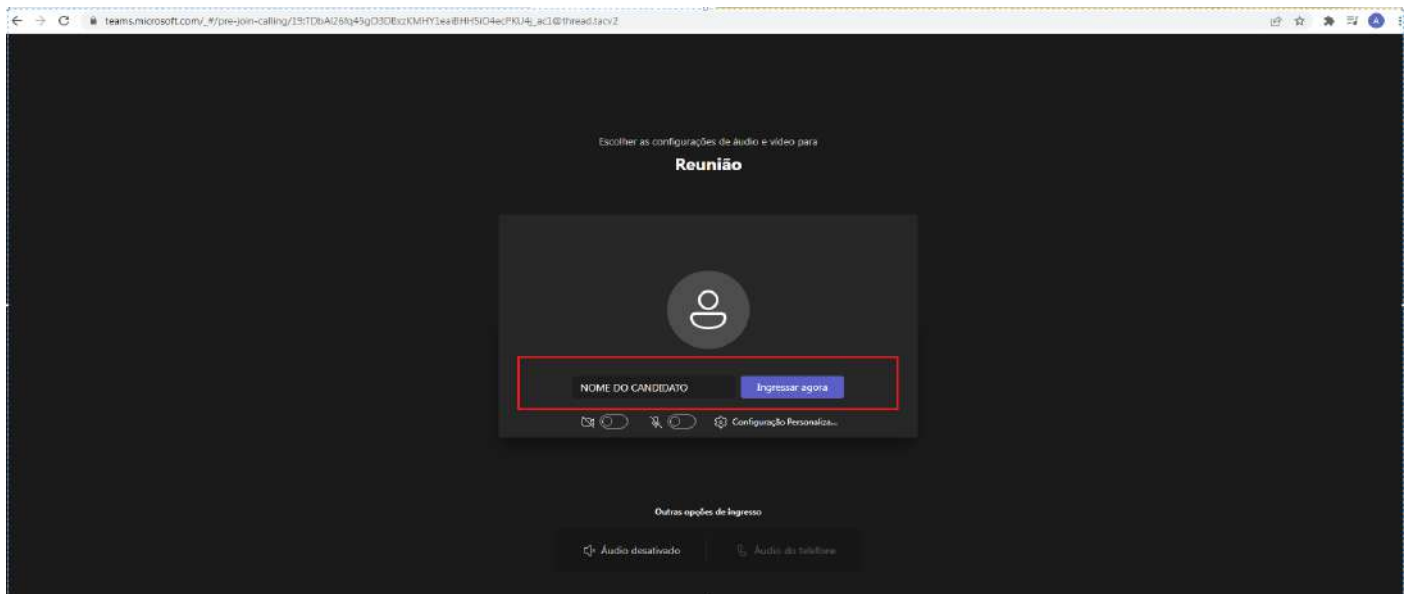 Escolher as configurações de áudio e vídeo para
Reunião
NOME DO CANDIDATO
Ingressar agora
Configuração Personaliza...
Outras opções de ingresso
Áudio desativado
Áudio do telefone
A